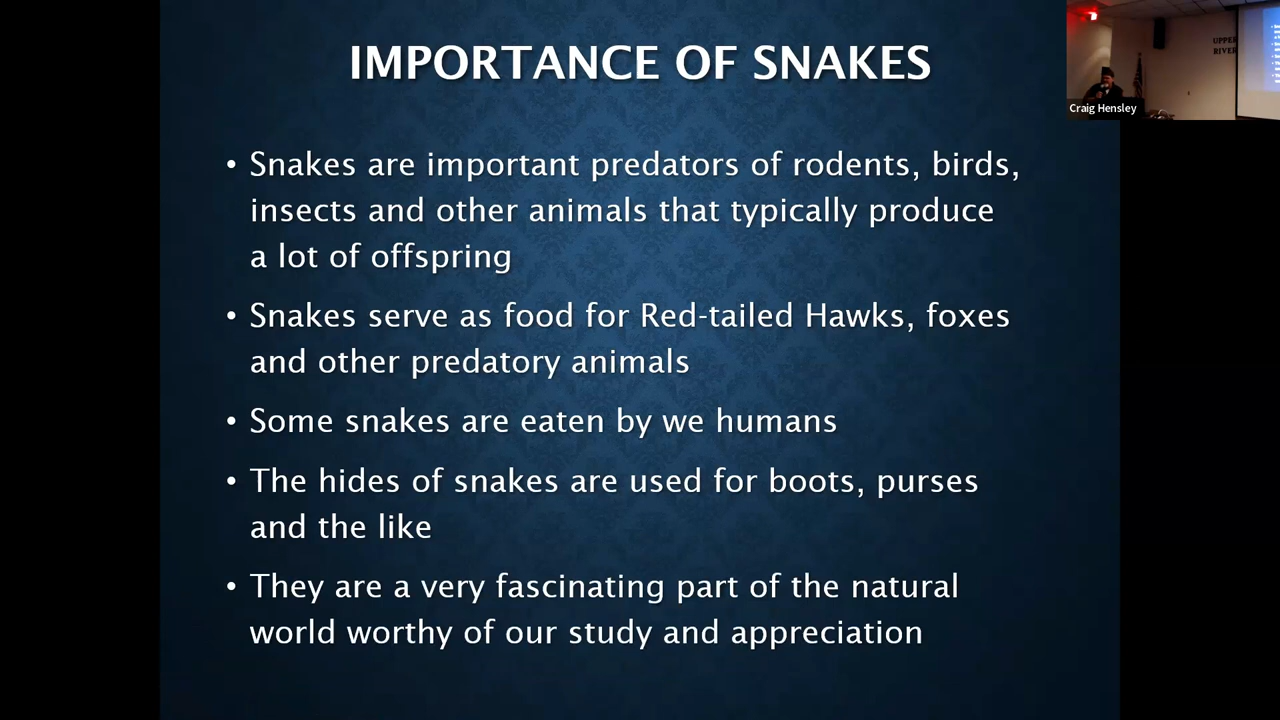 IMPORTANCE OF SNAKES
• Snakes are important predators of rodents, birds,
insects and other animals that typically produce
a lot of offspring
• Snakes serve as food for Red-tailed Hawks, foxes
and other predatory animals
• Some snakes are eaten by we humans
• The hides of snakes are used for boots, purses
and the like
• They are a very fascinating part of the natural
world worthy of our study and appreciation
UPPER
RIVER
Craig Hensley